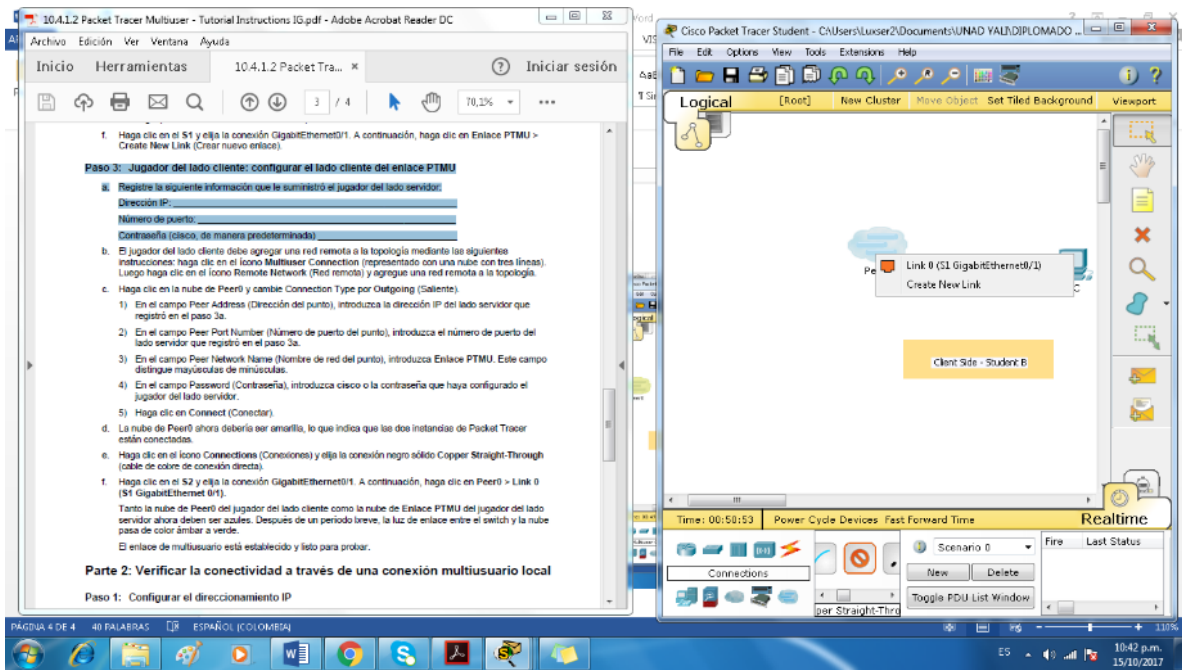 10.4.1.2 Packet Tracer Multiuser - Tutorial Instructions IG.pdf - Adobe Acrobat Reader DC
Archivo Edición Ver Ventana Ayuda
Inicio Herramientas 10.4.1.2 Packet Tra... × ? Iniciar sesión
3 / 4 70,1%
f. Haga clic en el S1 y elija la conexión GigabitEthernet0/1. A continuación, haga clic en Enlace PTMU >
Create New Link (Crear nuevo enlace).
Paso 3: Jugador del lado cliente: configurar el lado cliente del enlace PTMU
a. Registre la siguiente información que le suministró el jugador del lado servidor:
Dirección IP:
Número de puerto:
Contraseña (cisco, de manera predeterminada)
b. El jugador del lado cliente debe agregar una red remota a la topología mediante las siguientes
instrucciones: haga clic en el ícono Multiuser Connection (representado con una nube con tres líneas).
Luego haga clic en el ícono Remote Network (Red remota) y agregue una red remota a la topología.
c. Haga clic en la nube de Peer0 y cambie Connection Type por Outgoing (Saliente).
1) En el campo Peer Address (Dirección del punto), introduzca la dirección IP del lado servidor que
registró en el paso 3a.
2) En el campo Peer Port Number (Número de puerto del punto), introduzca el número de puerto del
lado servidor que registró en el paso 3a.
3) En el campo Peer Network Name (Nombre de red del punto), introduzca Enlace PTMU. Este campo
distingue mayúsculas de minúsculas.
4) En el campo Password (Contraseña), introduzca cisco o la contraseña que haya configurado el
jugador del lado servidor.
5) Haga clic en Connect (Conectar).
d. La nube de Peer0 ahora debería ser amarilla, lo que indica que las dos instancias de Packet Tracer
están conectadas.
e. Haga clic en el ícono Connections (Conexiones) y elija la conexión negro sólido Copper Straight-Through
(cable de cobre de conexión directa).
f. Haga clic en el S2 y elija la conexión GigabitEthernet0/1. A continuación, haga clic en Peer0 > Link 0
(S1 GigabitEthernet 0/1).
Tanto la nube de Peer0 del jugador del lado cliente como la nube de Enlace PTMU del jugador del lado
servidor ahora deben ser azules. Después de un período breve, la luz de enlace entre el switch y la nube
pasa de color ámbar a verde.
El enlace de multiusuario está establecido y listo para probar.
Parte 2: Verificar la conectividad a través de una conexión multiusuario local
Paso 1: Configurar el direccionamiento IP
Cisco Packet Tracer Student - C:\Users\Luxser2\Documents\UNAD YALI\DIPLOMADO ...
File Edit Options View Tools Extensions Help
Logical [Root] New Cluster Move Object Set Tiled Background Viewport
Pe
Link 0 (S1 GigabitEthernet0/1)
Create New Link
C
Client Side - Student B
Time: 00:50:53 Power Cycle Devices Fast Forward Time Realtime
Connections
Scenario 0
New Delete
Toggle PDU List Window
Fire Last Status
per Straight-Thro
PÁGINA 4 DE 4 40 PALABRAS ESPAÑOL (COLOMBIA) 110%
ES 10:42 p.m.
15/10/2017